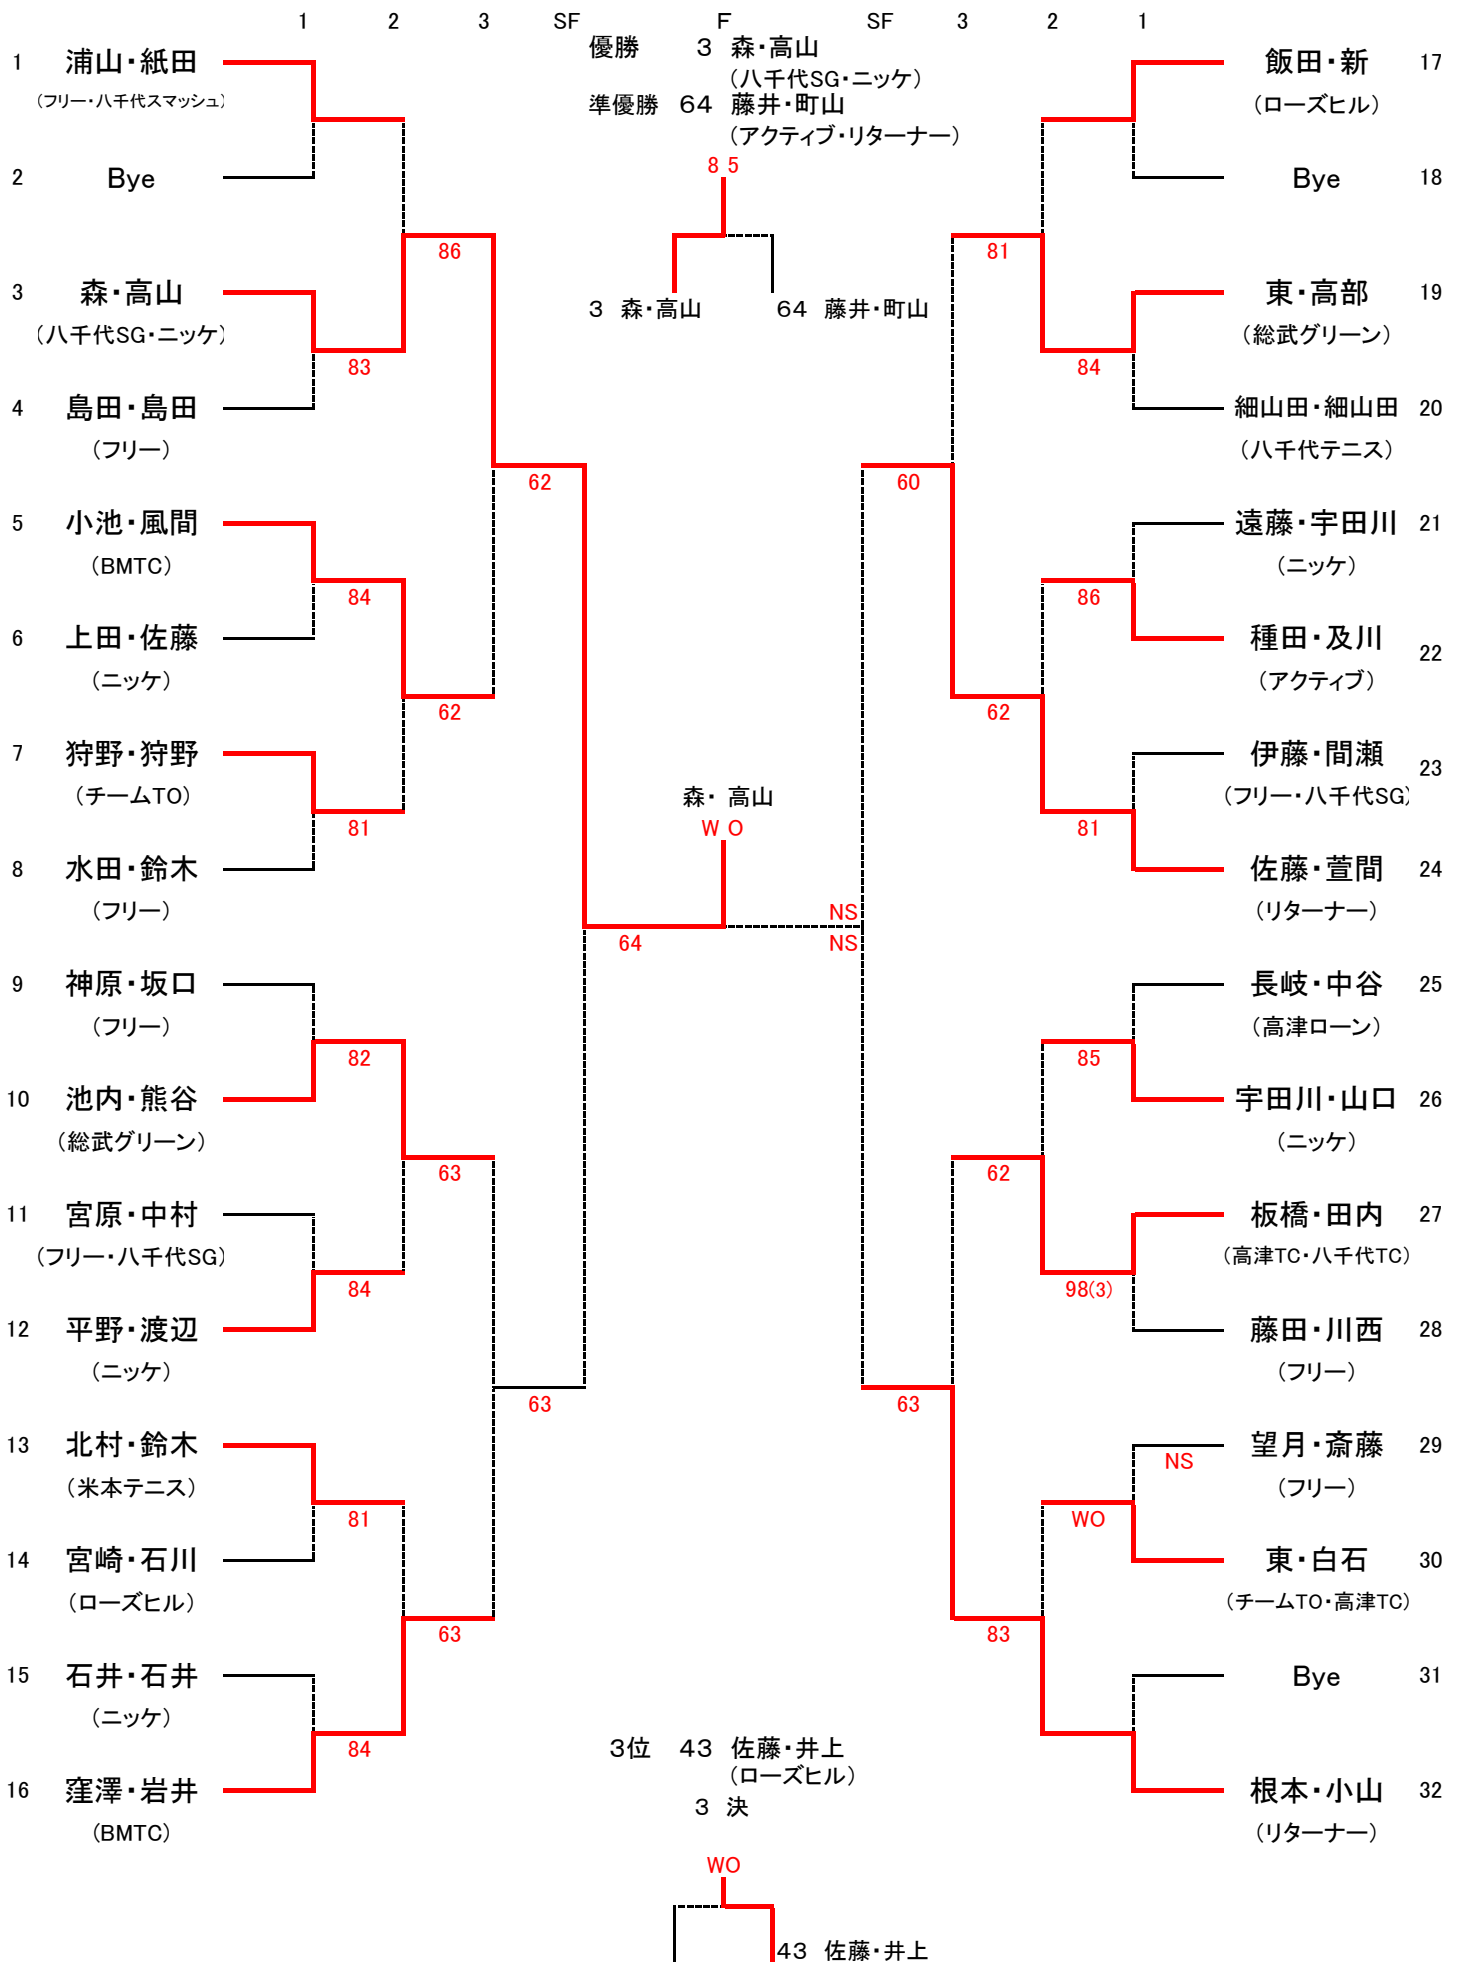 1 2 3 SF F SF 3 2 1
優勝 3 森・高山
(八千代SG・ニッケ)
準優勝 64 藤井・町山
(アクティブ・リターナー)
8 5
3 森・高山 64 藤井・町山
1 浦山・紙田
(フリー・八千代スマッシュ)
2 Bye
86
3 森・高山
(八千代SG・ニッケ)
83
4 島田・島田
(フリー)
62
5 小池・風間
(BMTC)
84
6 上田・佐藤
(ニッケ)
62
7 狩野・狩野
(チームTO)
81
8 水田・鈴木
(フリー)
森・ 高山
W O
NS
64 NS
9 神原・坂口
(フリー)
82
10 池内・熊谷
(総武グリーン)
63
11 宮原・中村
(フリー・八千代SG)
84
12 平野・渡辺
(ニッケ)
63
13 北村・鈴木
(米本テニス)
81
14 宮崎・石川
(ローズヒル)
63
15 石井・石井
(ニッケ)
84
16 窪澤・岩井
(BMTC)
飯田・新 17
(ローズヒル)
Bye 18
81
東・高部 19
(総武グリーン)
84
細山田・細山田 20
(八千代テニス)
60
遠藤・宇田川 21
(ニッケ)
86
種田・及川 22
(アクティブ)
62
伊藤・間瀬 23
(フリー・八千代SG)
81
佐藤・萱間 24
(リターナー)
長岐・中谷 25
(高津ローン)
85
宇田川・山口 26
(ニッケ)
62
板橋・田内 27
(高津TC・八千代TC)
98(3)
藤田・川西 28
(フリー)
63
望月・斎藤 29
NS
(フリー)
WO
東・白石 30
(チームTO・高津TC)
83
Bye 31
根本・小山 32
(リターナー)
3位 43 佐藤・井上
(ローズヒル)
3 決
WO
43 佐藤・井上